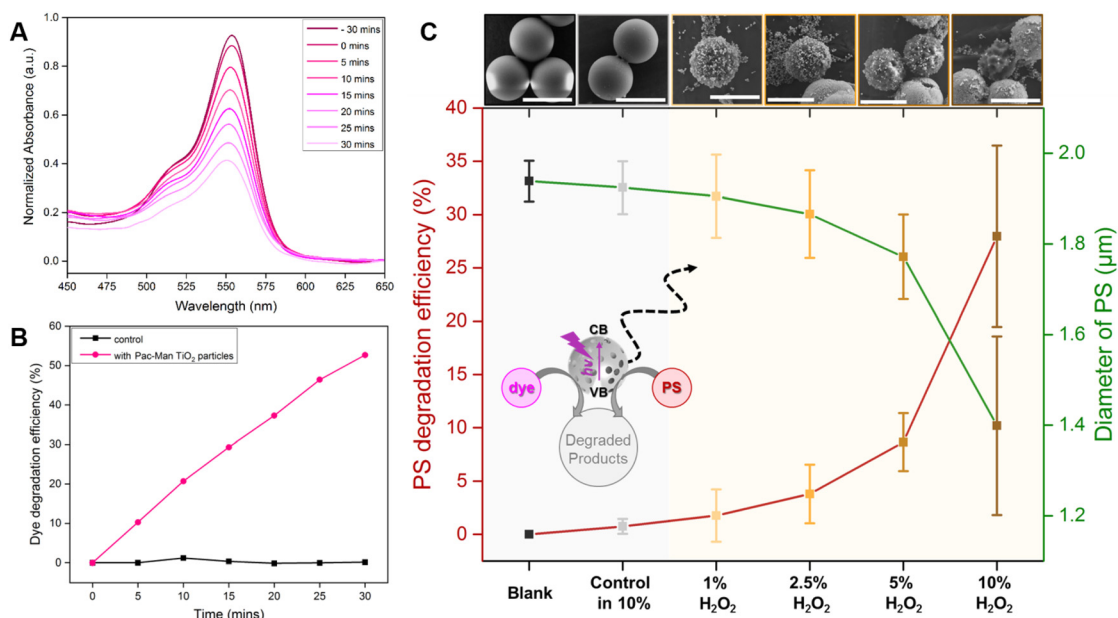 A
Normalized Absorbance (a.u.)
1.0
0.8
0.6
0.4
0.2
0.0
450 475 500 525 550 575 600 625 650
Wavelength (nm)
- 30 mins
0 mins
5 mins
10 mins
15 mins
20 mins
25 mins
30 mins
B
Dye degradation efficiency (%)
60
50
40
30
20
10
0
0 5 10 15 20 25 30
Time (mins)
control
with Pac-Man TiO2 particles
C
PS degradation efficiency (%)
40
35
30
25
20
15
10
5
0
CB
hν
VB
dye
PS
Degraded
Products
Blank
Control
in 10%
1%
H2O2
2.5%
H2O2
5%
H2O2
10%
H2O2
2.0
1.8
1.6
1.4
1.2
Diameter of PS (μm)